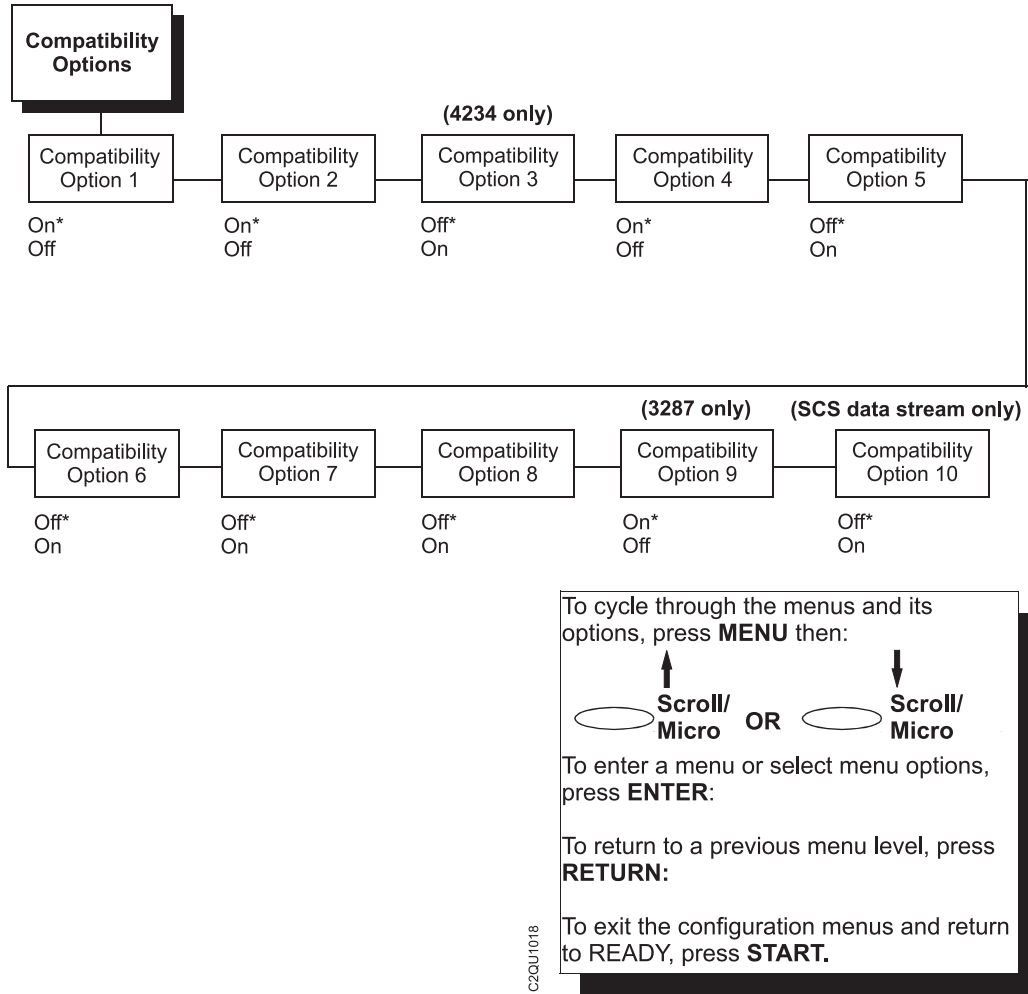 Compatibility
Options
(4234 only)
Compatibility
Option 1
Compatibility
Option 2
Compatibility
Option 3
Compatibility
Option 4
Compatibility
Option 5
On*
Off
On*
Off
Off*
On
On*
Off
Off*
On
(3287 only)
(SCS data stream only)
Compatibility
Option 6
Compatibility
Option 7
Compatibility
Option 8
Compatibility
Option 9
Compatibility
Option 10
Off*
On
Off*
On
Off*
On
On*
Off
Off*
On
To cycle through the menus and its
options, press MENU then:
Scroll/
Micro
OR
Scroll/
Micro
To enter a menu or select menu options,
press ENTER:
To return to a previous menu level, press
RETURN:
To exit the configuration menus and return
to READY, press START.
C2QU1018